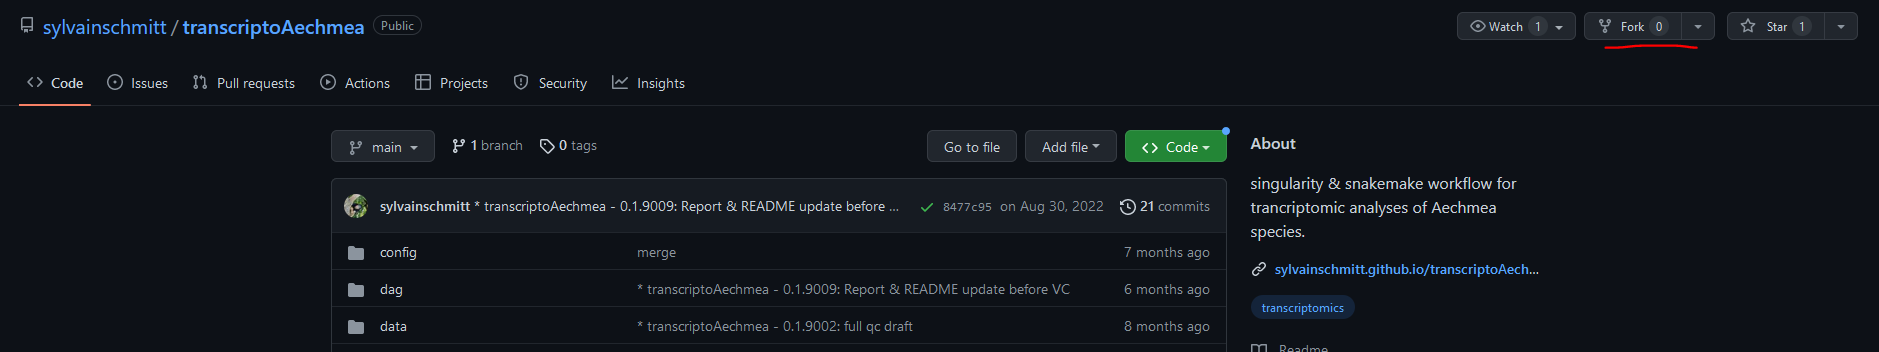 sylvainschmitt / transcriptoAechmea Public
Watch 1 Fork 0 Star 1
Code Issues Pull requests Actions Projects Security Insights
main 1 branch 0 tags Go to file Add file Code
sylvainschmitt * transcriptoAechmea - 0.1.9009: Report & README update before ... 8477c95 on Aug 30, 2022 21 commits
config merge 7 months ago
dag * transcriptoAechmea - 0.1.9009: Report & README update before VC 6 months ago
data * transcriptoAechmea - 0.1.9002: full qc draft 8 months ago
About
singularity & snakemake workflow for
trancriptomic analyses of Aechmea
species.
sylvainschmitt.github.io/transcriptoAech...
transcriptomics
Readme